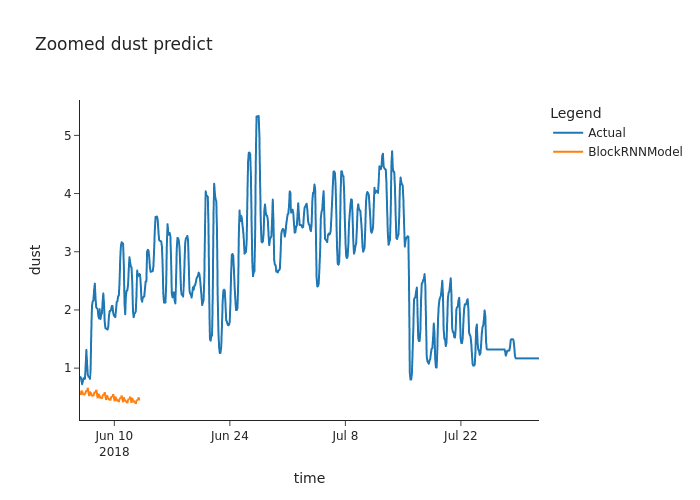 Zoomed dust predict
Legend
Actual
BlockRNNModel
5
4
3
2
1
dust
Jun 10
2018
Jun 24
Jul 8
Jul 22
time